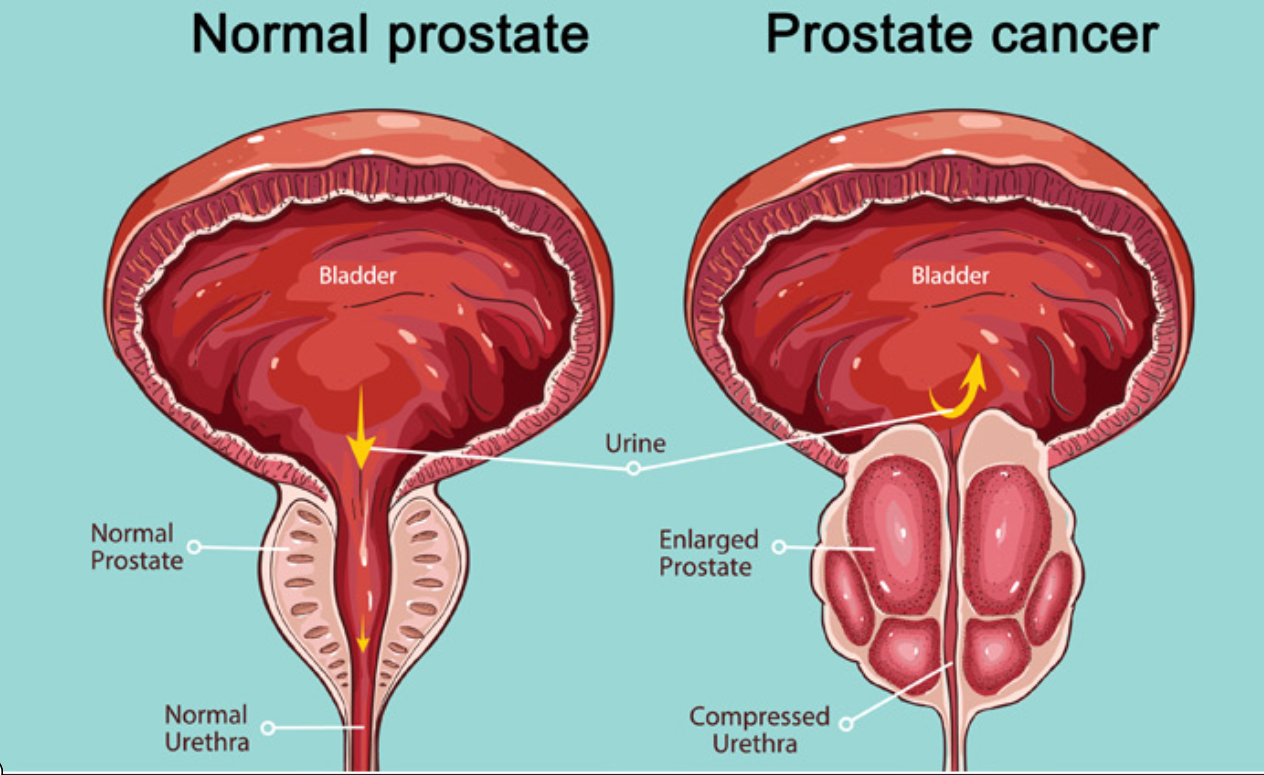 Normal prostate
Prostate cancer
Bladder
Bladder
Urine
Normal
Prostate
Enlarged
Prostate
Normal
Urethra
Compressed
Urethra